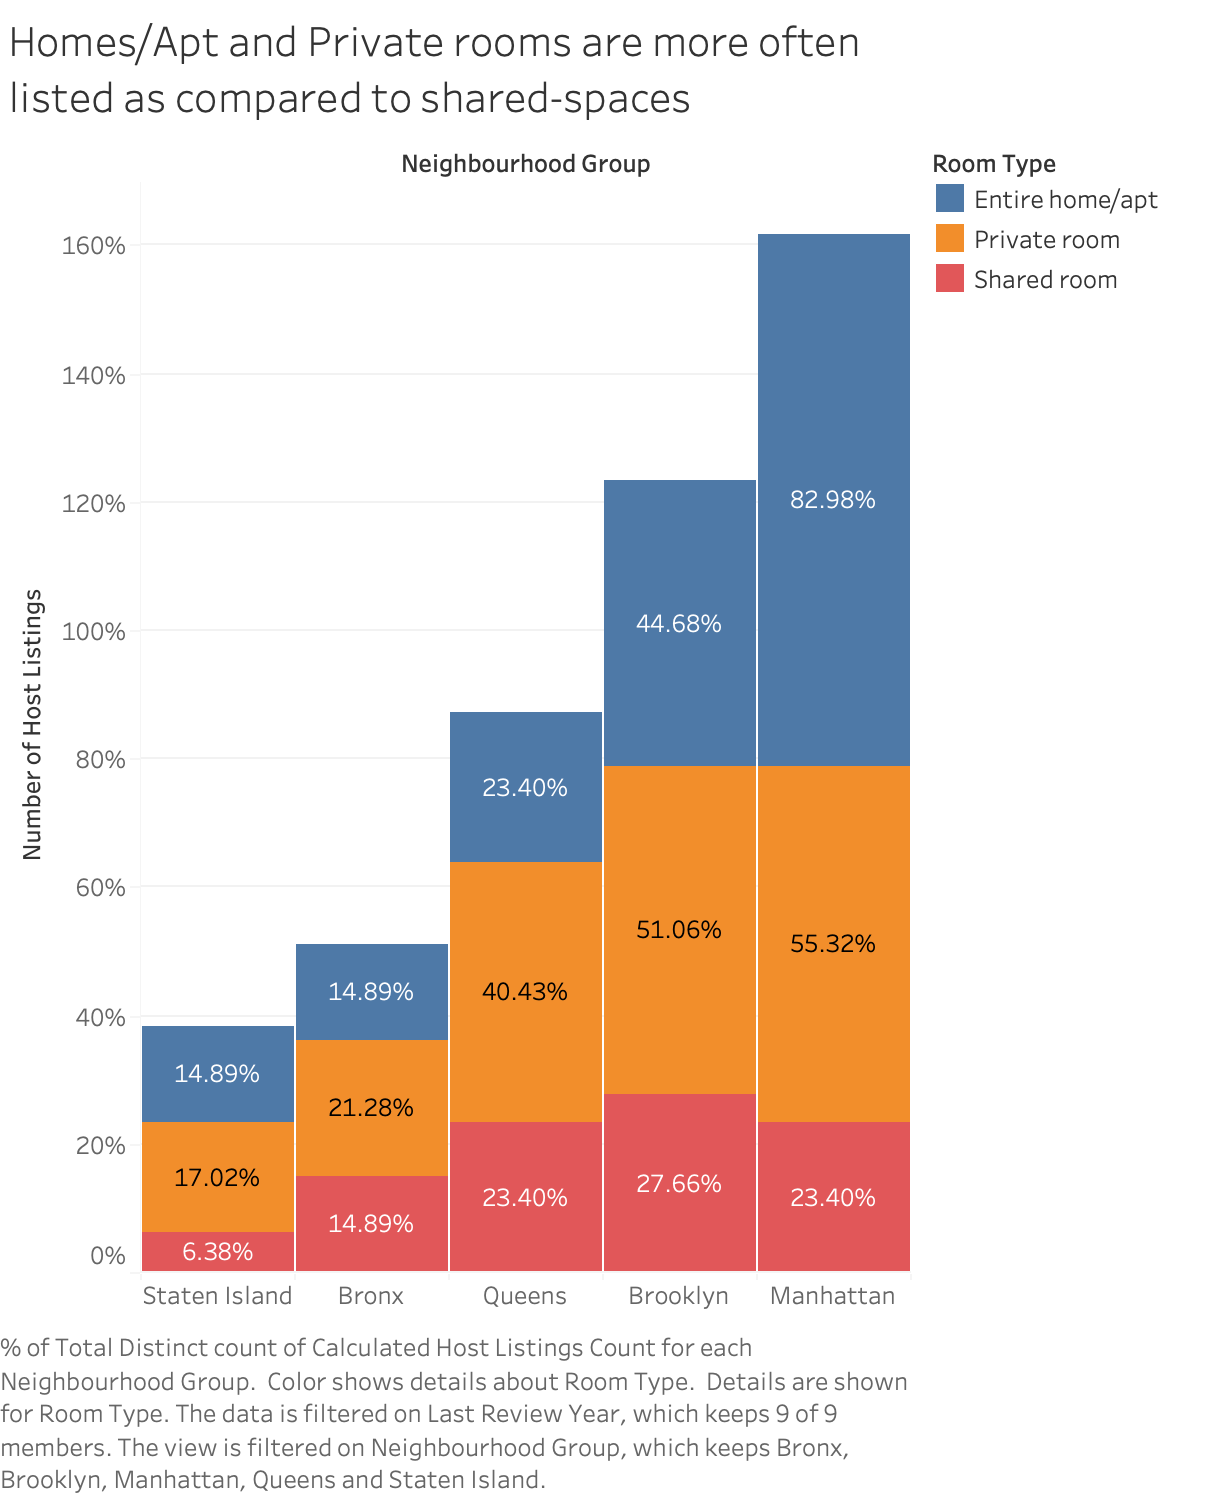 Homes/Apt and Private rooms are more often
listed as compared to shared-spaces
Neighbourhood Group
Room Type
Entire home/apt
Private room
Shared room
Number of Host Listings
160%
140%
120%
100%
80%
60%
40%
20%
0%
14.89%
17.02%
6.38%
14.89%
21.28%
14.89%
23.40%
40.43%
23.40%
44.68%
51.06%
27.66%
82.98%
55.32%
23.40%
Staten Island
Bronx
Queens
Brooklyn
Manhattan
% of Total Distinct count of Calculated Host Listings Count for each
Neighbourhood Group.  Color shows details about Room Type.  Details are shown
for Room Type. The data is filtered on Last Review Year, which keeps 9 of 9
members. The view is filtered on Neighbourhood Group, which keeps Bronx,
Brooklyn, Manhattan, Queens and Staten Island.